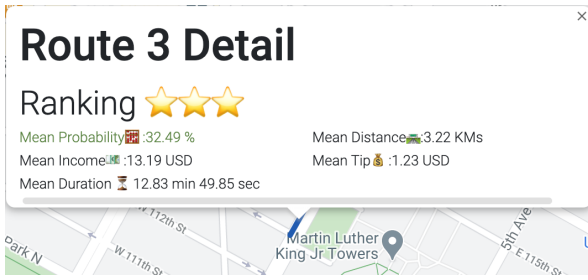 ×
Route 3 Detail
Ranking ⭐⭐⭐
Mean Probability🎰:32.49 %
Mean Distance🛣️:3.22 KMs
Mean Income💵 :13.19 USD
Mean Tip💰 :1.23 USD
Mean Duration ⏳ 12.83 min 49.85 sec
W 112th St
Martin Luther
King Jr Towers
5th Ave
Park N
W 111th St
E 115th St